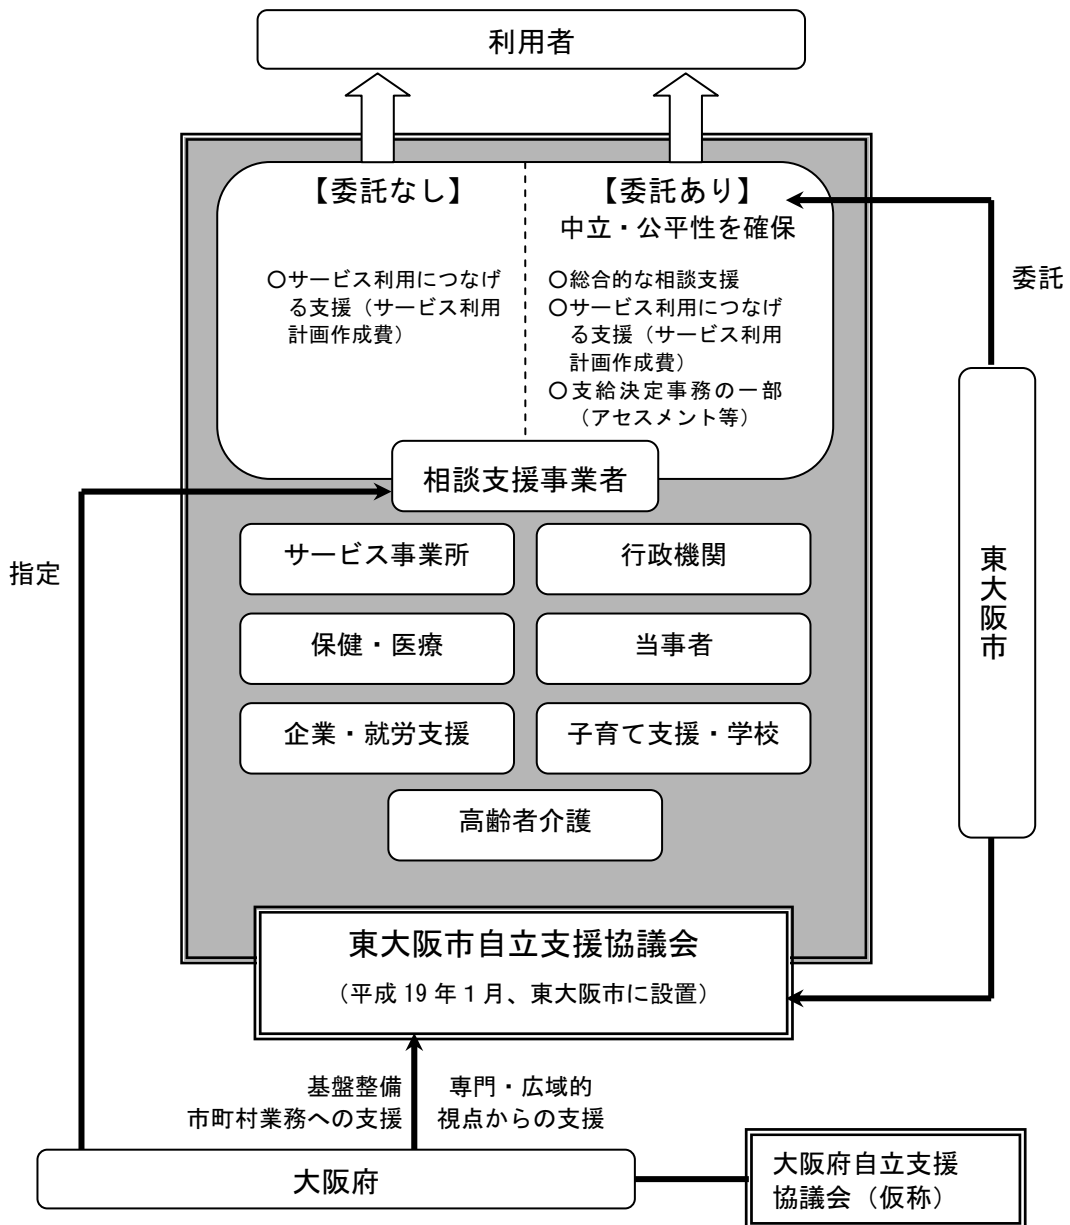 利用者
【委託なし】
〇サービス利用につなげ
る支援（サービス利用
計画作成費）
【委託あり】
中立・公平性を確保
〇総合的な相談支援
〇サービス利用につなげ
る支援（サービス利用
計画作成費）
〇支給決定事務の一部
（アセスメント等）
委託
相談支援事業者
指定
サービス事業所
行政機関
東大阪市
保健・医療
当事者
企業・就労支援
子育て支援・学校
高齢者介護
東大阪市自立支援協議会
（平成 19 年 1 月、東大阪市に設置）
基盤整備
市町村業務への支援
専門・広域的
視点からの支援
大阪府
大阪府自立支援
協議会（仮称）